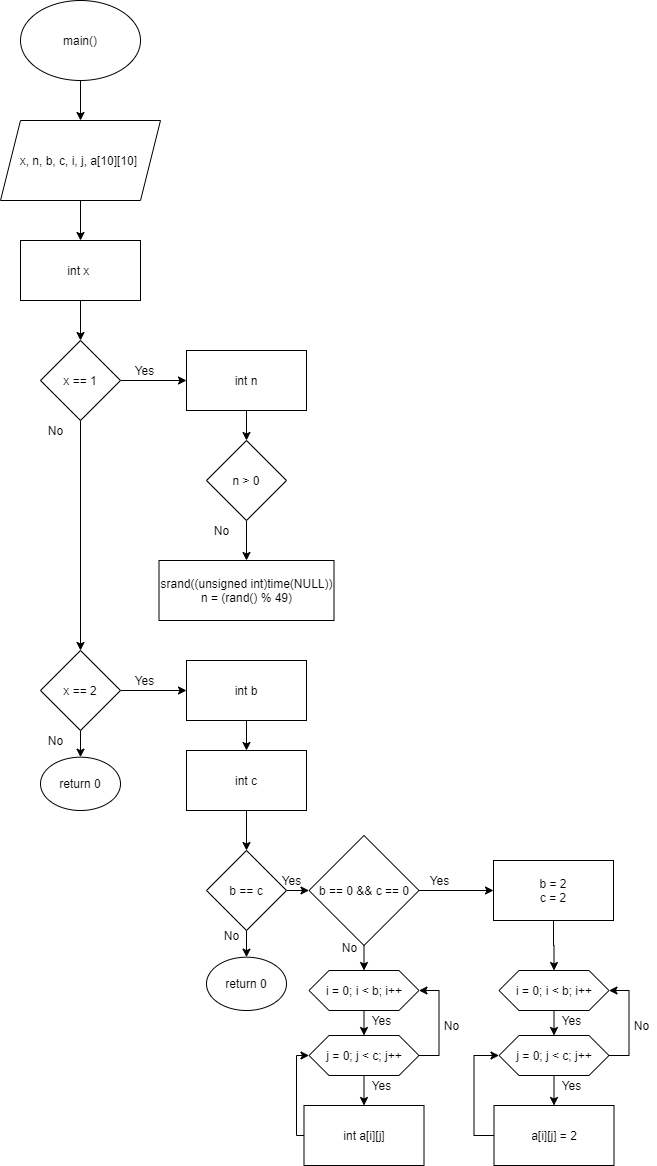 main()
x, n, b, c, i, j, a[10][10]
int x
x == 1
Yes
int n
No
n > 0
No
srand((unsigned int)time(NULL))
n = (rand() % 49)
x == 2
Yes
int b
No
return 0
int c
b == c
Yes
b == 0 && c == 0
Yes
b = 2
c = 2
No
return 0
No
i = 0; i < b; i++
Yes
No
j = 0; j < c; j++
Yes
int a[i][j]
i = 0; i < b; i++
Yes
No
j = 0; j < c; j++
Yes
a[i][j] = 2